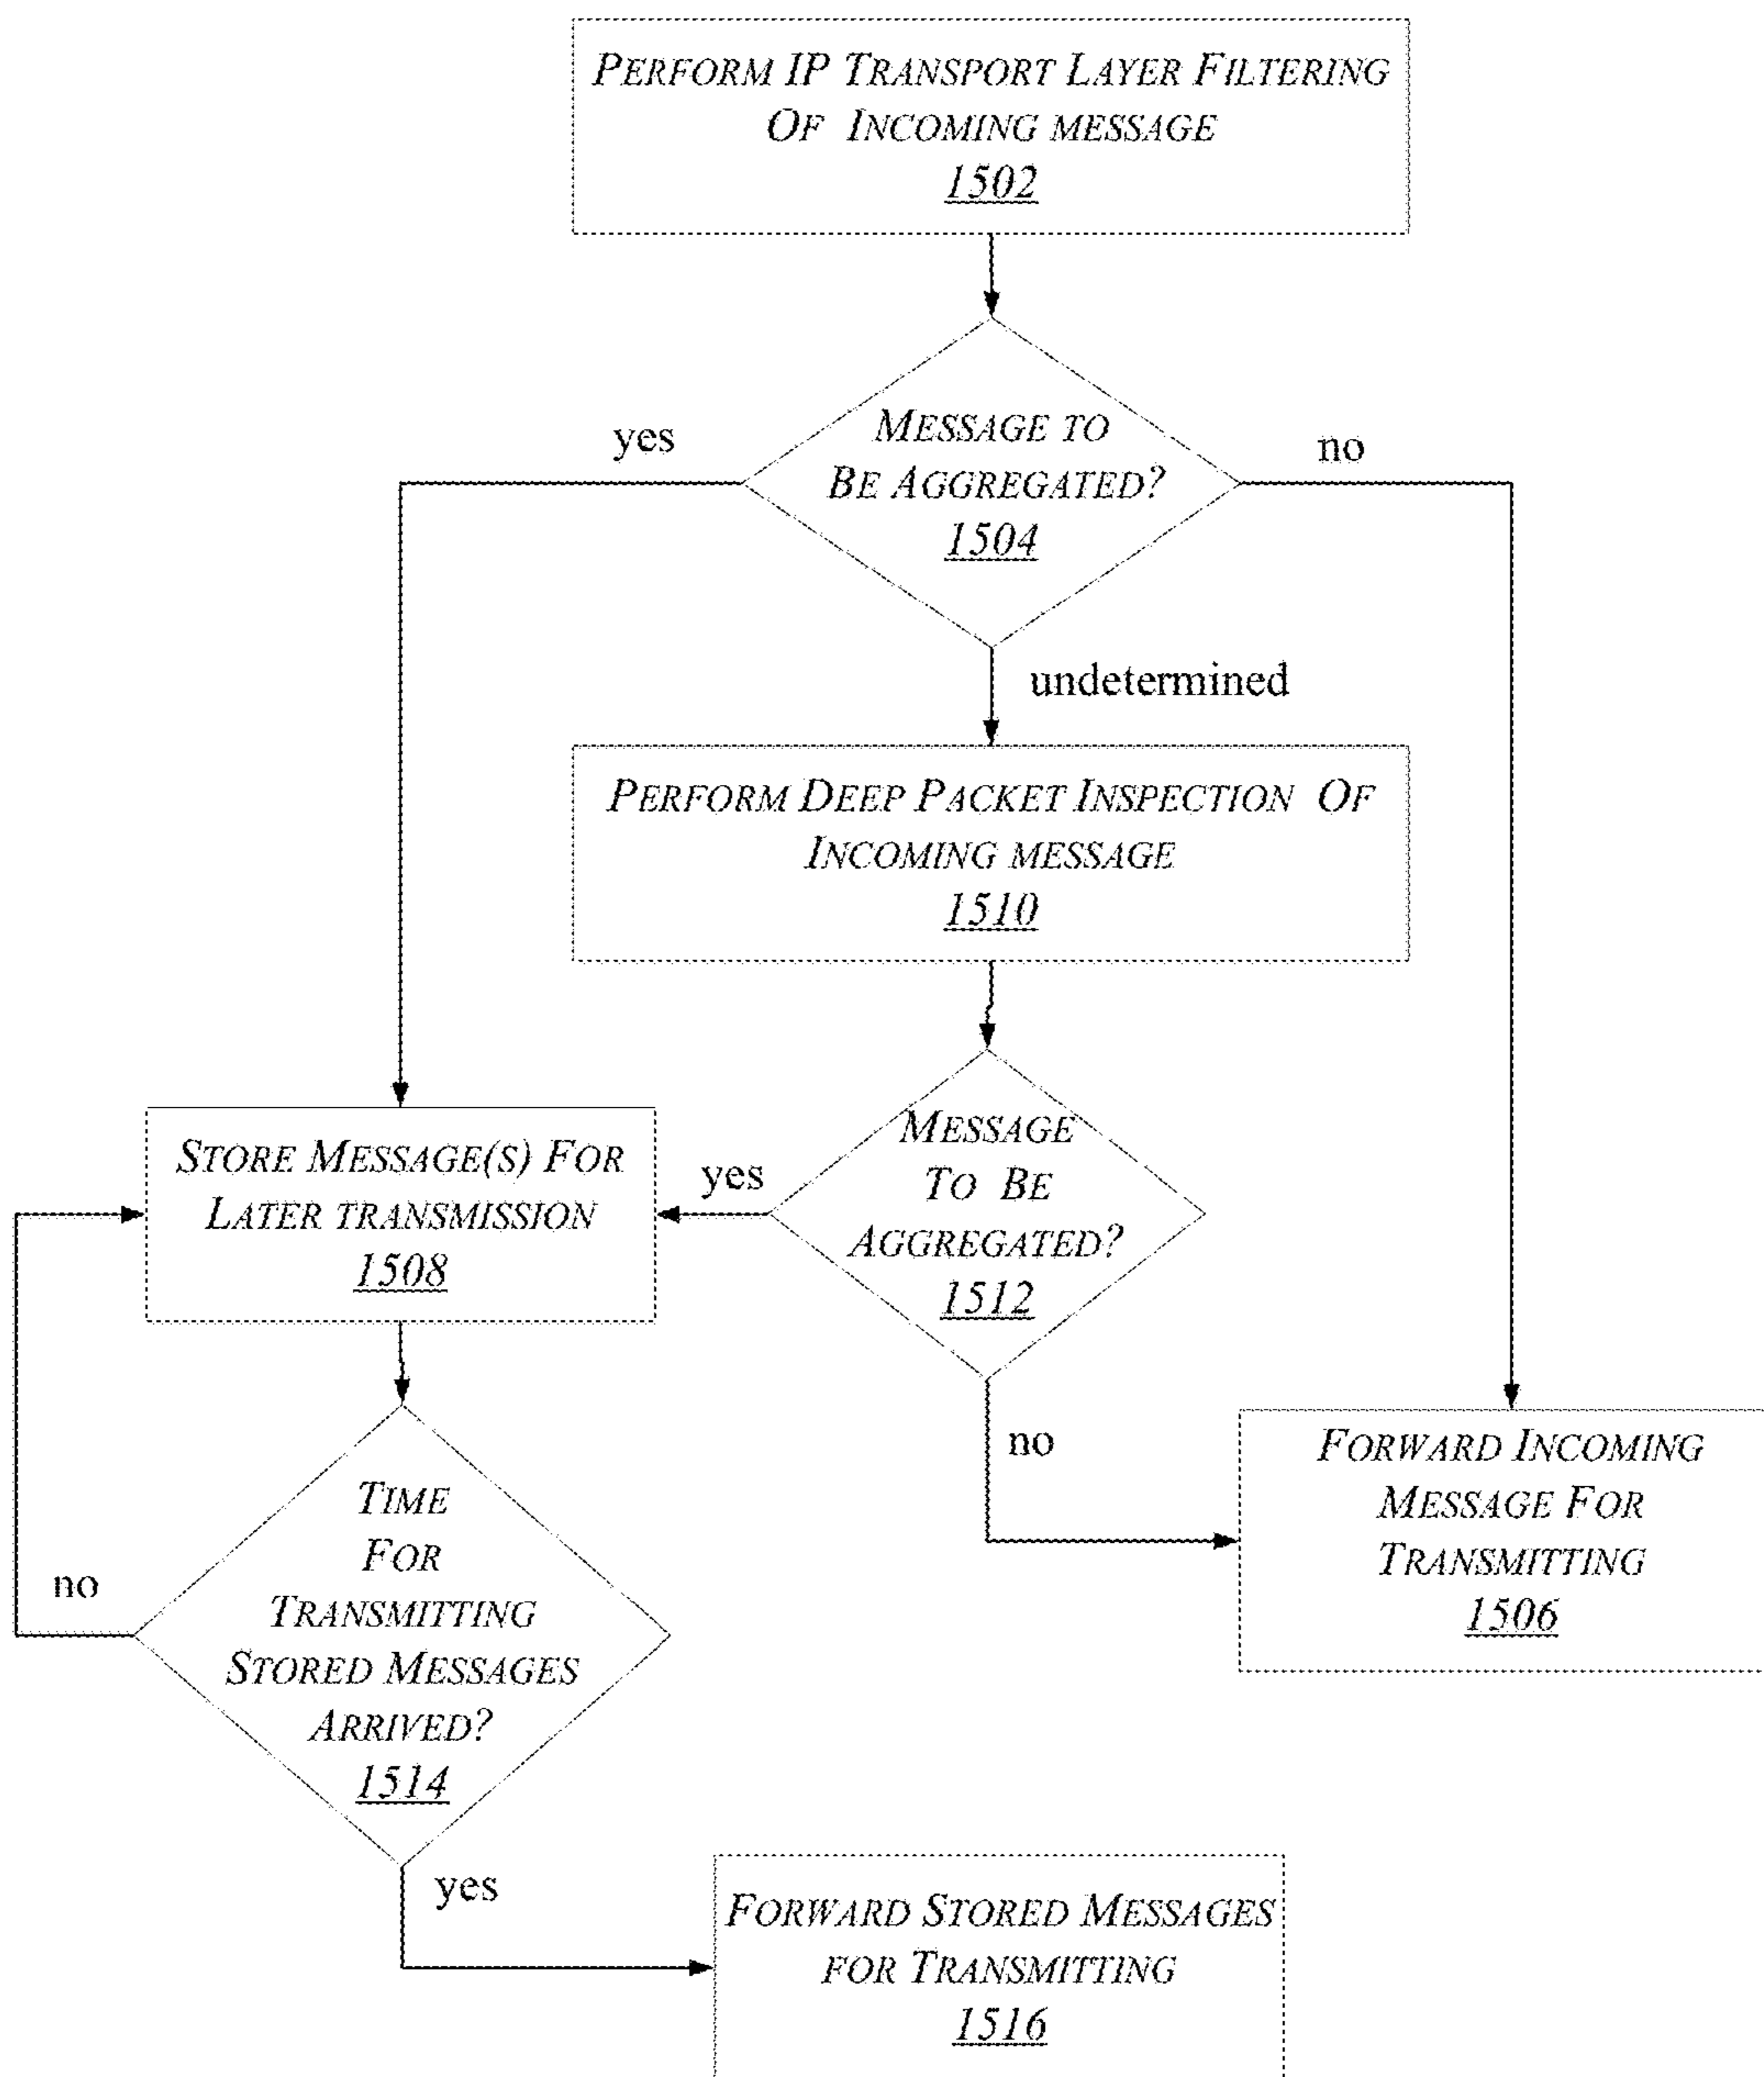 PERFORM IP TRANSPORT LAYER FILTERING
OF INCOMING MESSAGE
1502
MESSAGE TO
BE AGGREGATED?
1504
yes
no
undetermined
PERFORM DEEP PACKET INSPECTION OF
INCOMING MESSAGE
1510
MESSAGE
TO BE
AGGREGATED?
1512
yes
no
STORE MESSAGE(S) FOR
LATER TRANSMISSION
1508
FORWARD INCOMING
MESSAGE FOR
TRANSMITTING
1506
TIME
FOR
TRANSMITTING
STORED MESSAGES
ARRIVED?
1514
no
yes
FORWARD STORED MESSAGES
FOR TRANSMITTING
1516